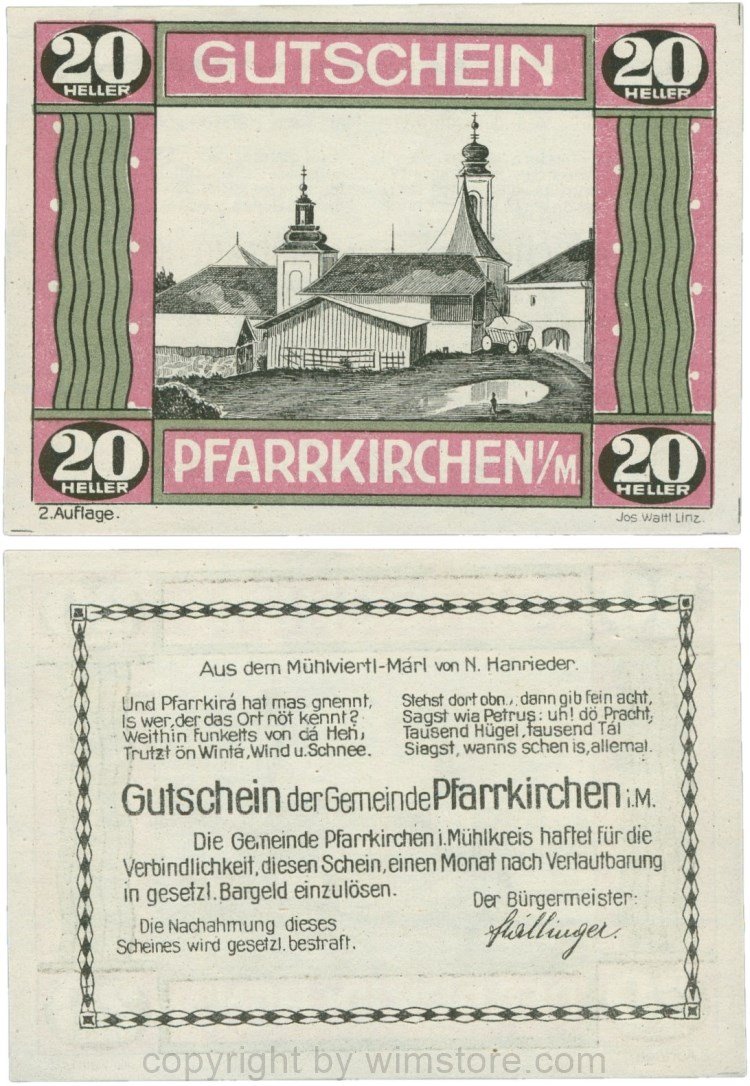 20 HELLER
GUTSCHEIN
20 HELLER
20 HELLER
PFARRKIRCHEN I/M.
20 HELLER
2.Auflage.
Jos Waltl Linz.
Aus dem Mühlviertl-Márl von N. Hanrieder.
Und Pfarrkirá hat mas gnennt,
Is wer, der das Ort nöt kennt?
Weithin funkelts von dá Heh,
Trutzt ön Wintá, Wind u. Schnee.
Stehst dort obn., dann gib fein acht,
Sagst wia Petrus: uh! dö Pracht,
Tausend Hügel, tausend Tál
Siagst, wanns schen is, allemal.
Gutschein der Gemeinde Pfarrkirchen i.M.
Die Gemeinde Pfarrkirchen i. Mühlkreis haftet für die
Verbindlichkeit, diesen Schein, einen Monat nach Verlautbarung
in gesetzl. Bargeld einzulösen.
Der Bürgermeister:
Die Nachahmung dieses
Scheines wird gesetzl. bestraft.
copyright by wimstore.com